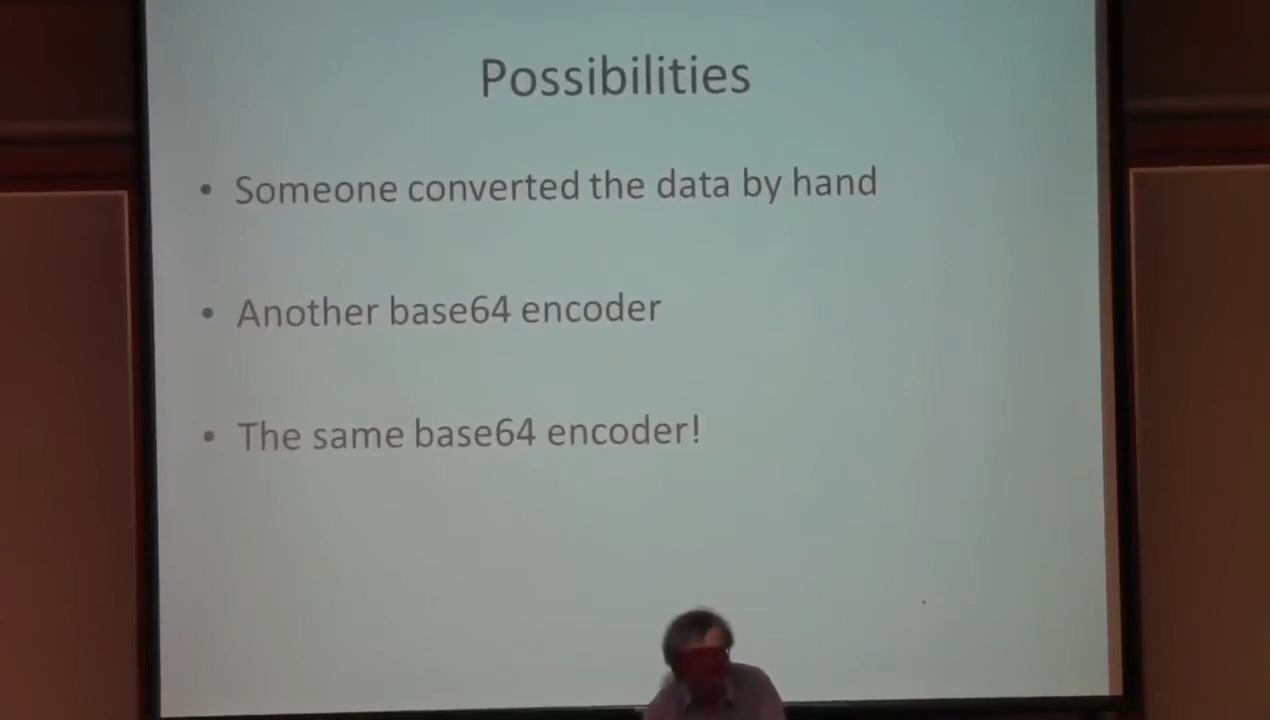 Possibilities
• Someone converted the data by hand
• Another base64 encoder
• The same base64 encoder!